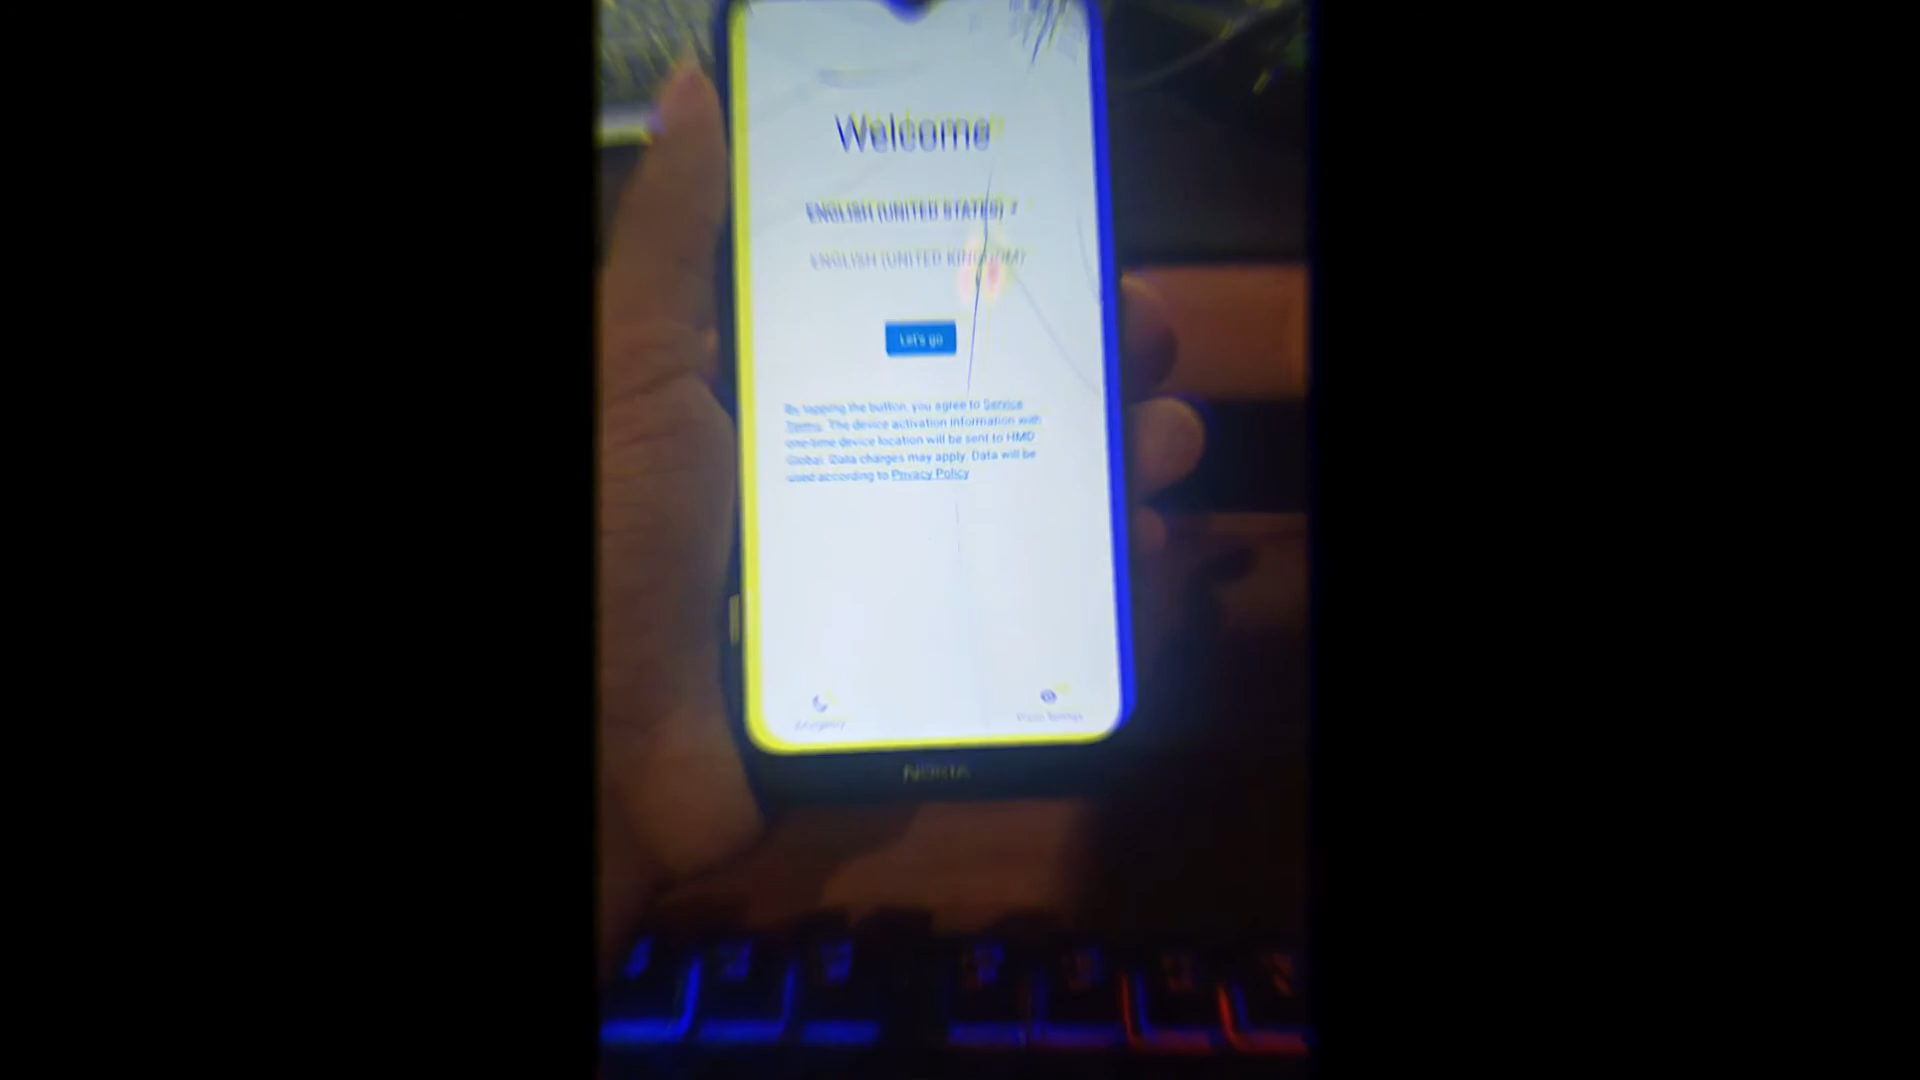 Welcome
ENGLISH (UNITED STATES)
ENGLISH (UNITED KINGDOM)
Let's go
By tapping the button, you agree to Service
Terms. The device activation information with
one-time device location will be sent to HMD
Global. Data charges may apply. Data will be
used according to Privacy Policy
Emergency
NOKIA